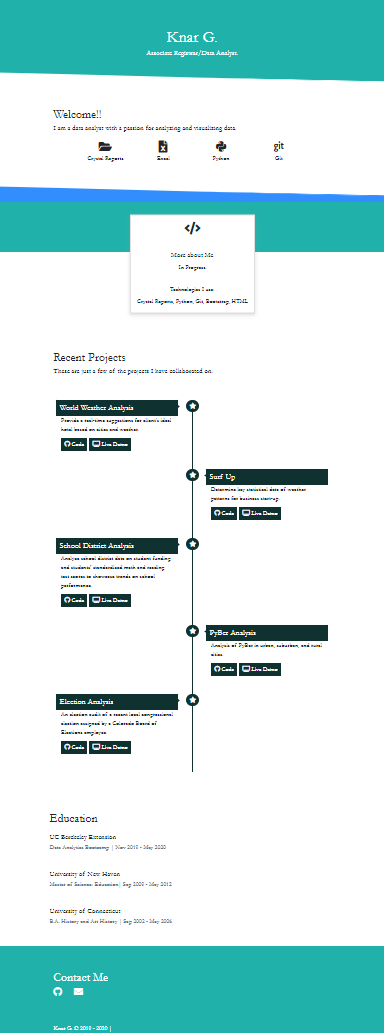 Knar G.
Associate Registrar/Data Analyst
Welcome!!
I am a data analyst with a passion for analyzing and visualizing data
Crystal Reports
Excel
Python
git
Git
More about Me
In Progress
Technologies I use
Crystal Reports, Python, Git, Bootstrap, HTML
Recent Projects
These are just a few of the projects I have collaborated on.
World Weather Analysis
Provide a real-time suggestions for client's ideal
hotel based on cities and weather.
Code
Live Demo
Surf Up
Determine key statistical data of weather
patterns for business start-up.
Code
Live Demo
School District Analysis
Analyze school district data on student funding
and students' standardized math and reading
test scores to showcase trends on school
performance.
Code
Live Demo
PyBer Analysis
Analysis of PyBer in urban, suburban, and rural
cities.
Code
Live Demo
Election Analysis
An election audit of a recent local congressional
election assigned by a Colorado Board of
Elections employee.
Code
Live Demo
Education
UC Berkeley Extension
Data Analytics Bootcamp | Nov 2019 - May 2020
University of New Haven
Master of Science: Education | Sep 2008 - May 2012
University of Connecticut
B.A. History and Art History | Sep 2002 - May 2006
Contact Me
Knar G. © 2019 - 2020 |